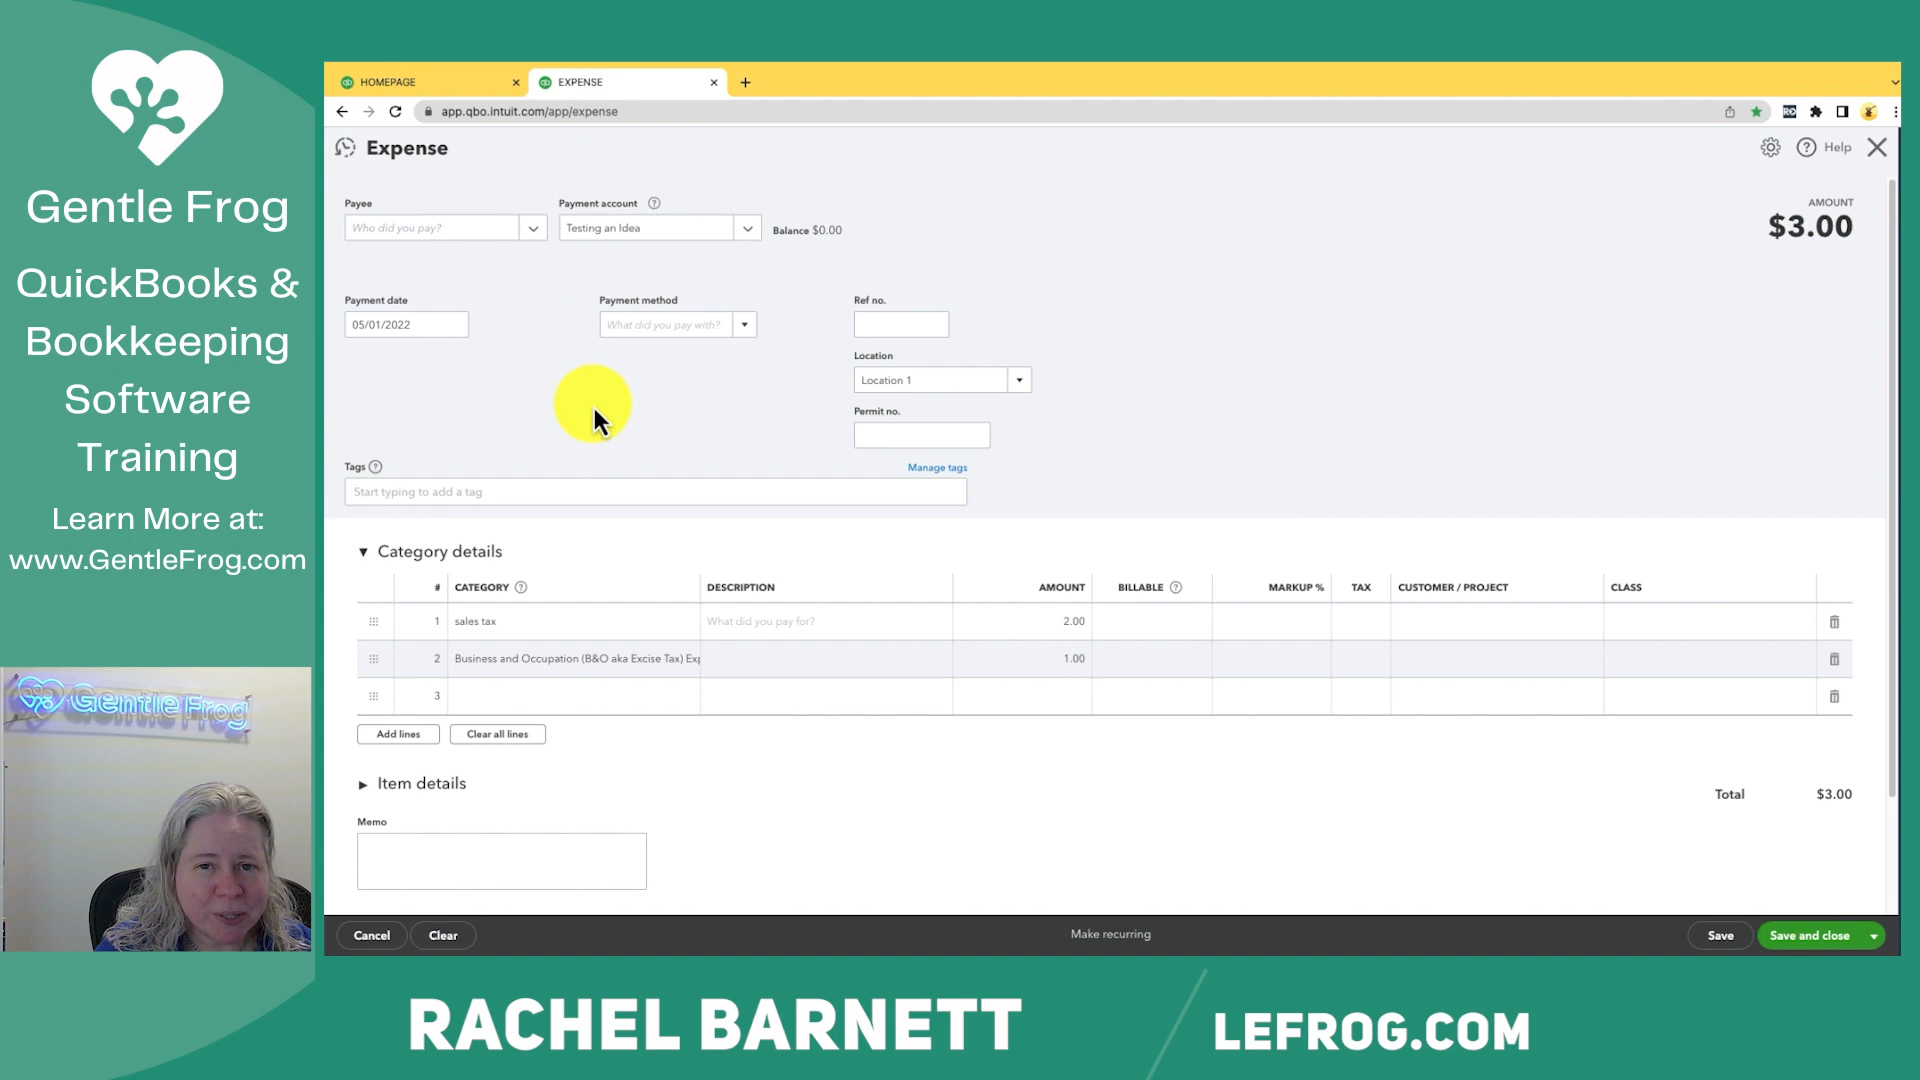 Gentle Frog
QuickBooks &
Bookkeeping
Software
Training
Learn More at:
www.GentleFrog.com
Gentle Frog
HOMEPAGE
EXPENSE
app.qbo.intuit.com/app/expense
Expense
Help
Payee
Payment account
Who did you pay?
Testing an Idea
Balance $0.00
AMOUNT
$3.00
Payment date
Payment method
Ref no.
05/01/2022
What did you pay with?
Location
Location 1
Permit no.
Tags
Manage tags
Start typing to add a tag
Category details
# CATEGORY DESCRIPTION AMOUNT BILLABLE MARKUP % TAX CUSTOMER / PROJECT CLASS
1 sales tax What did you pay for? 2.00
2 Business and Occupation (B&O aka Excise Tax) Exp 1.00
3
Add lines
Clear all lines
Item details
Total $3.00
Memo
Cancel
Clear
Make recurring
Save
Save and close
RACHEL BARNETT
LEFROG.COM